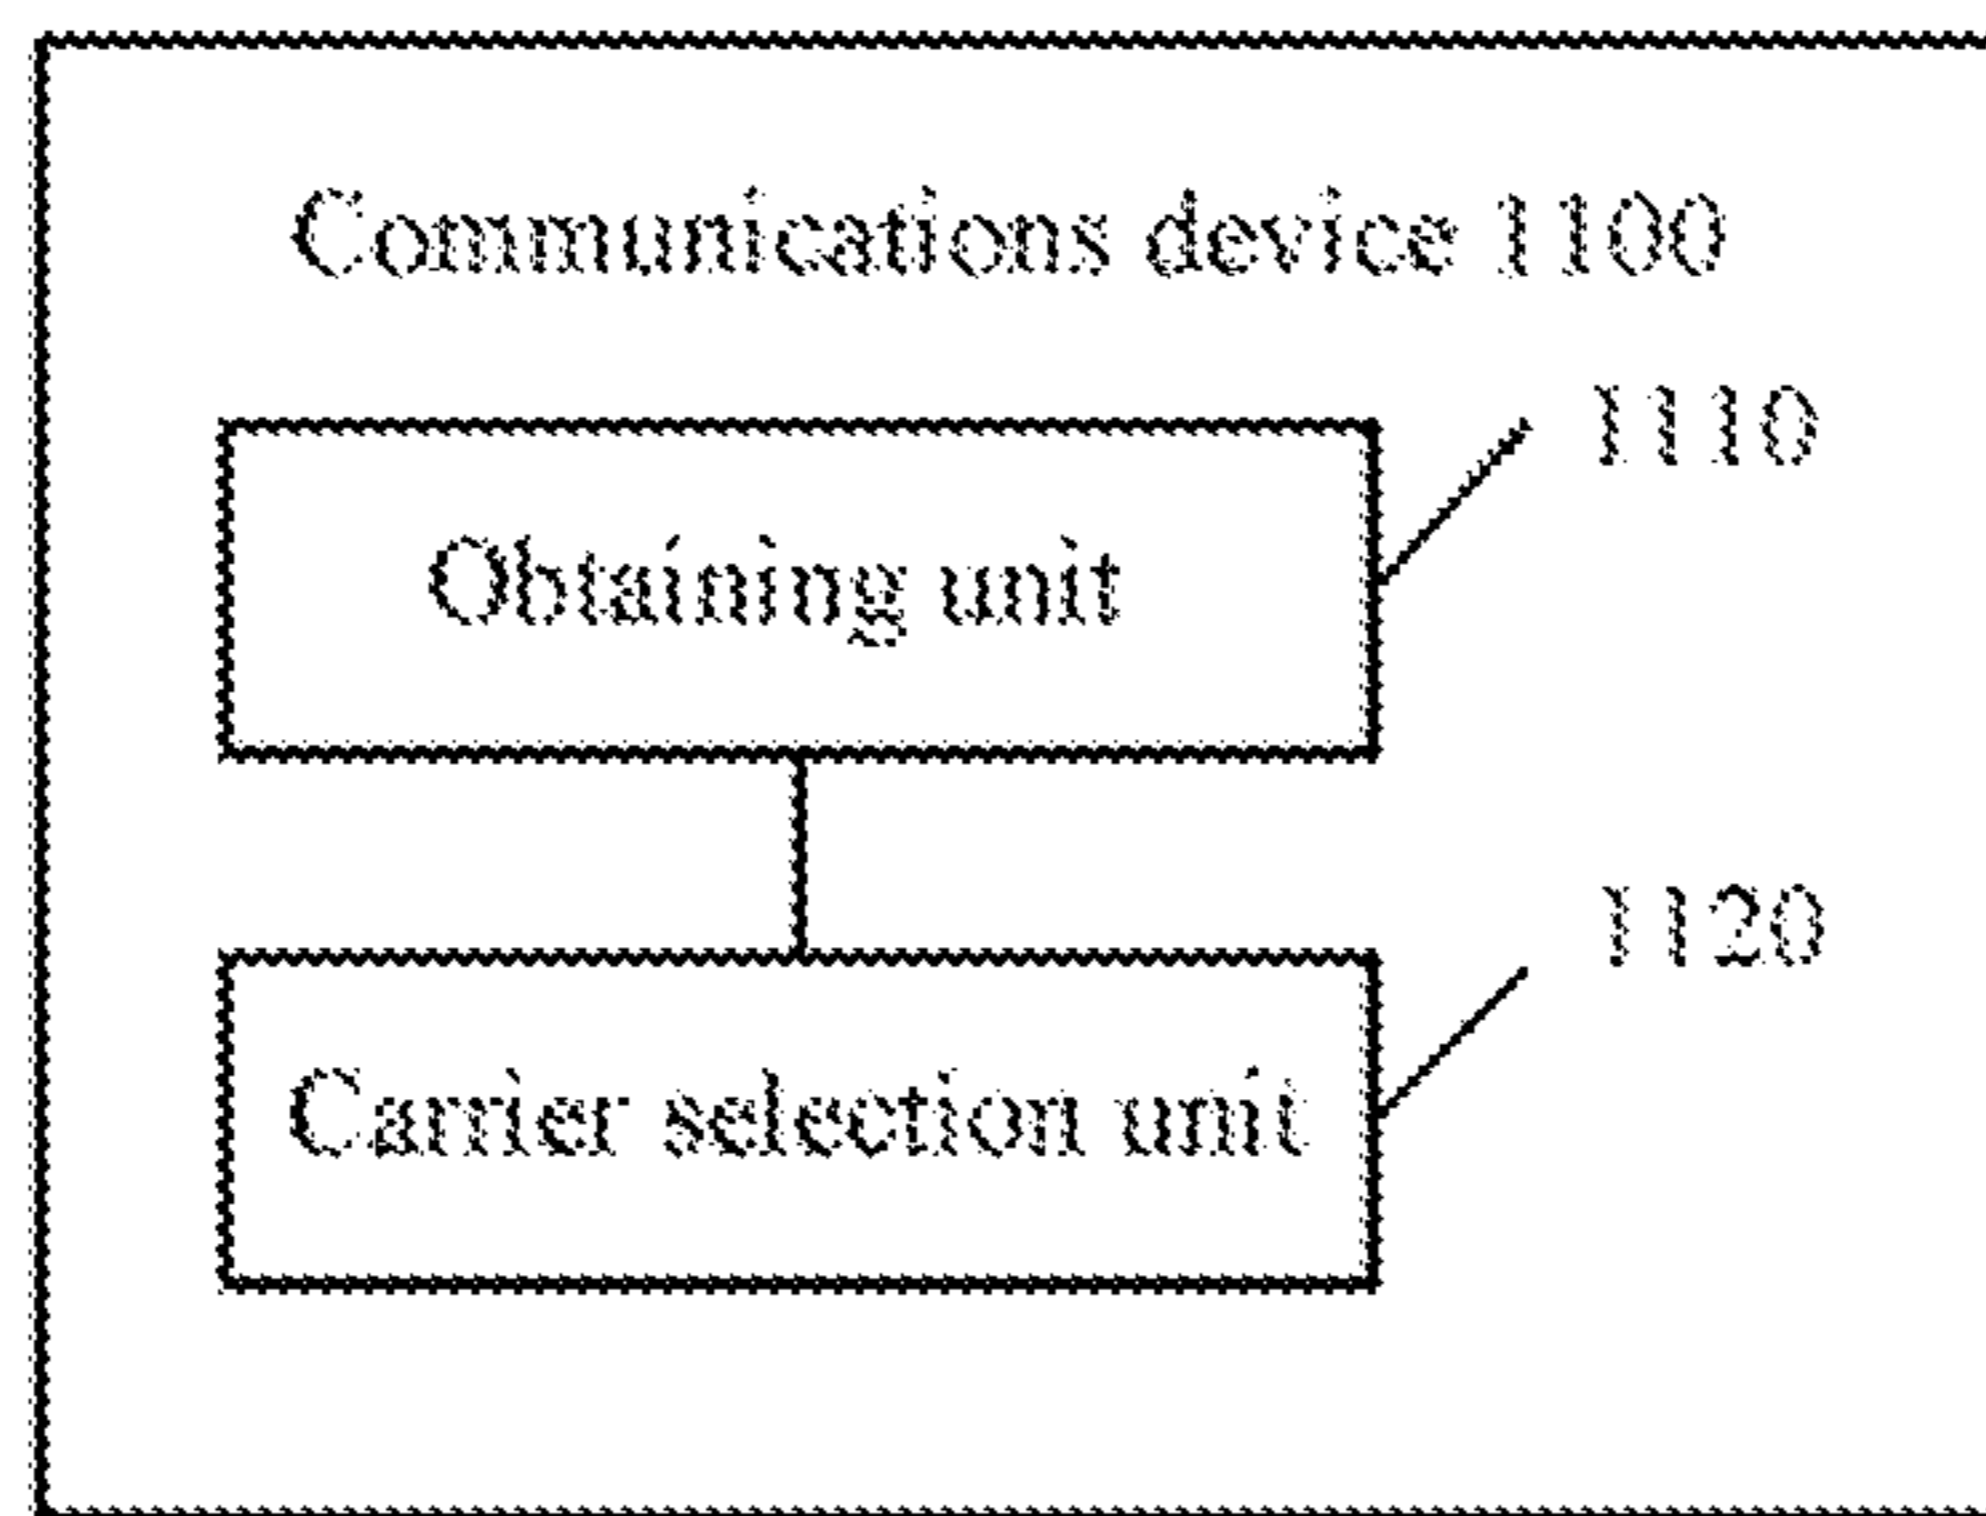 Communications device 1100
1110
Obtaining unit
1120
Carrier selection unit